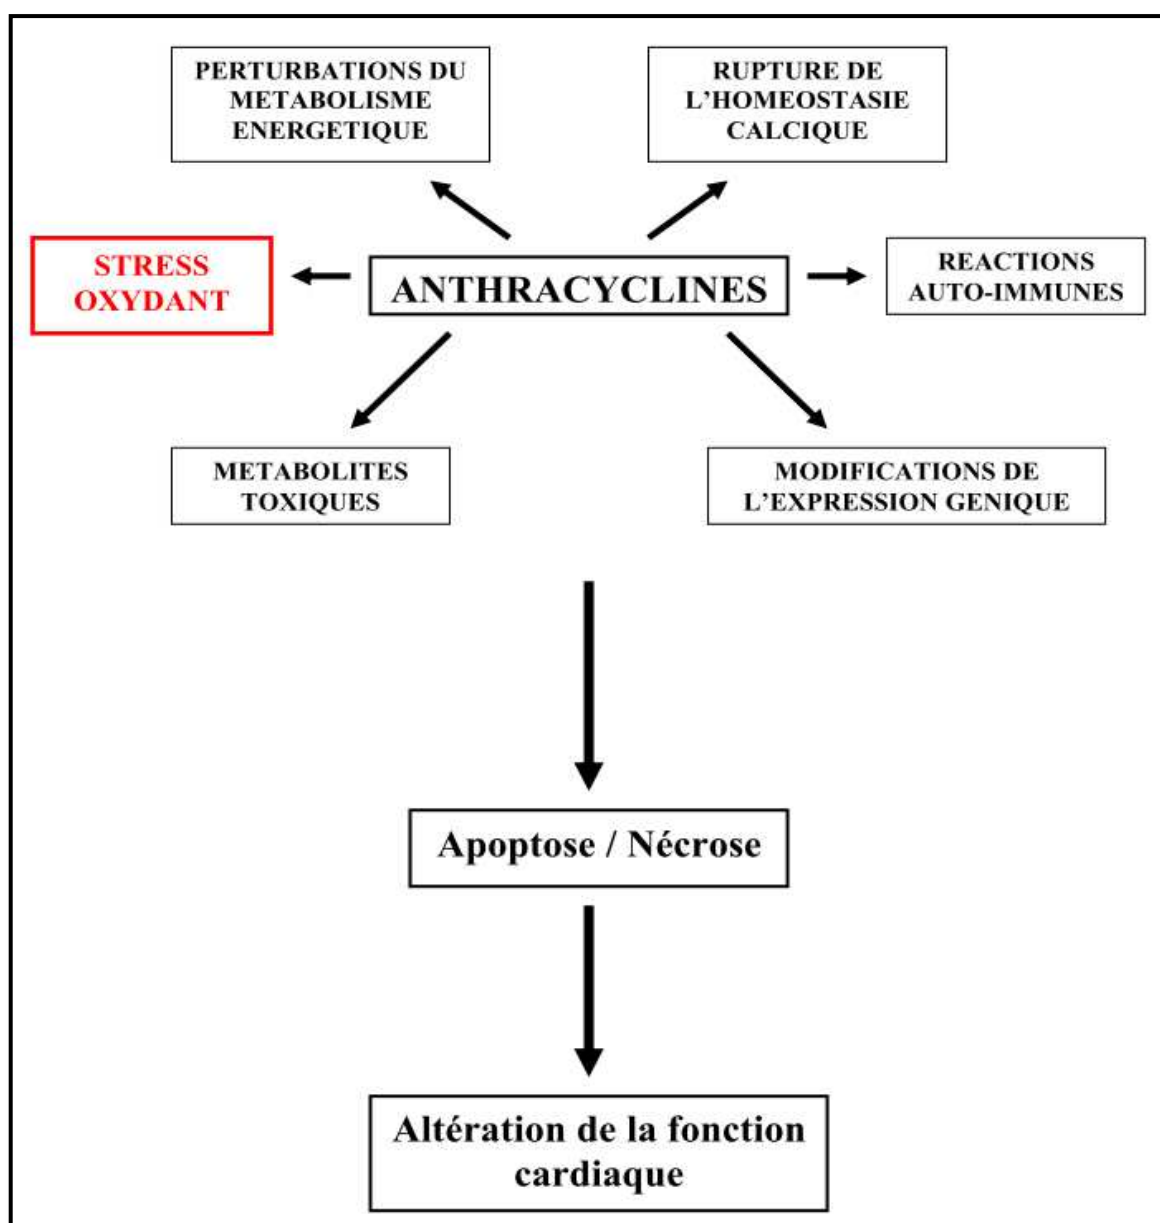 PERTURBATIONS DU
METABOLISME
ENERGETIQUE
RUPTURE DE
L’HOMEOSTASIE
CALCIQUE
STRESS
OXYDANT
ANTHRACYCLINES
REACTIONS
AUTO-IMMUNES
METABOLITES
TOXIQUES
MODIFICATIONS DE
L’EXPRESSION GENIQUE
Apoptose / Nécrose
Altération de la fonction
cardiaque